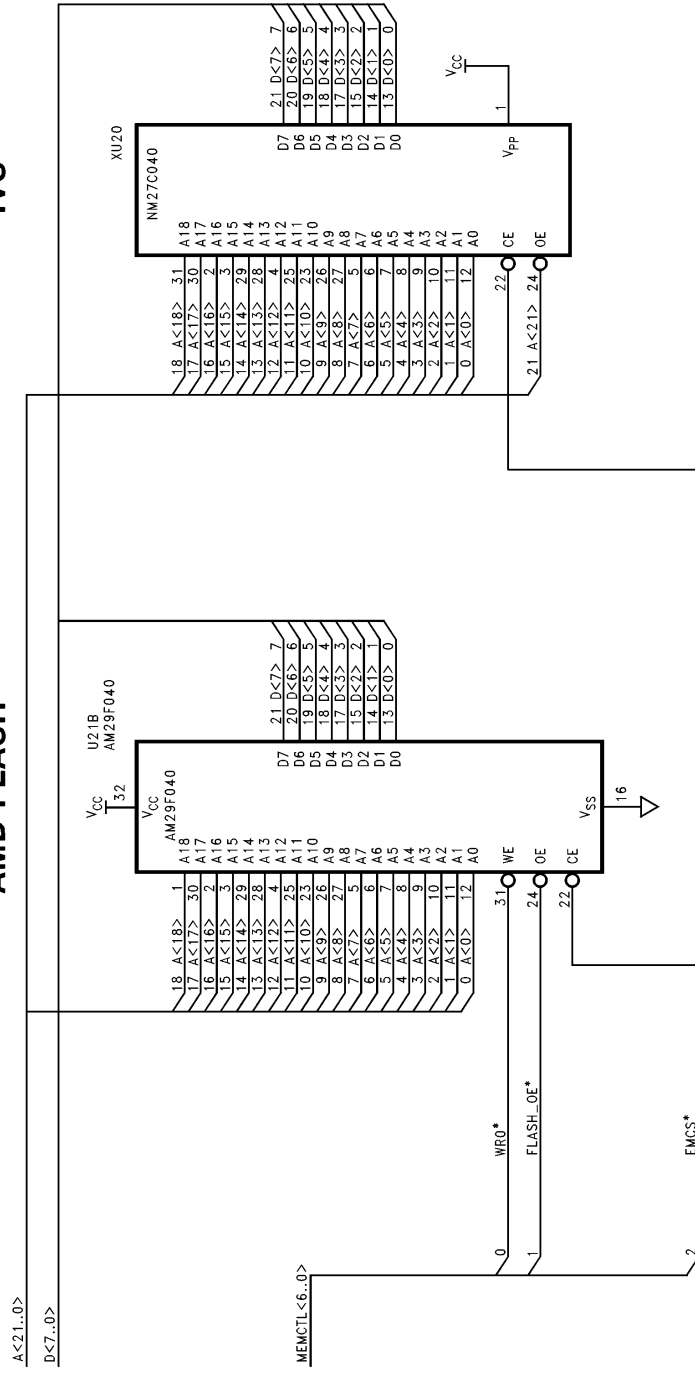 AMD FLASH
A<21..0>
D<7..0>
MEMCTL<6..0>
0 WR0*
1 FLASH_OE*
2 FMCS*
U21B
AM29F040
VCC
32
VCC
AM29F040
18 A<18> 1 A18
17 A<17> 30 A17
16 A<16> 2 A16
15 A<15> 3 A15
14 A<14> 29 A14
13 A<13> 28 A13
12 A<12> 4 A12
11 A<11> 25 A11
10 A<10> 23 A10
9 A<9> 26 A9
8 A<8> 27 A8
7 A<7> 5 A7
6 A<6> 6 A6
5 A<5> 7 A5
4 A<4> 8 A4
3 A<3> 9 A3
2 A<2> 10 A2
1 A<1> 11 A1
0 A<0> 12 A0
31 WE
24 OE
22 CE
D7 21 D<7> 7
D6 20 D<6> 6
D5 19 D<5> 5
D4 18 D<4> 4
D3 17 D<3> 3
D2 15 D<2> 2
D1 14 D<1> 1
D0 13 D<0> 0
VSS
16
XU20
NM27C040
18 A<18> 31 A18
17 A<17> 30 A17
16 A<16> 2 A16
15 A<15> 3 A15
14 A<14> 29 A14
13 A<13> 28 A13
12 A<12> 4 A12
11 A<11> 25 A11
10 A<10> 23 A10
9 A<9> 26 A9
8 A<8> 27 A8
7 A<7> 5 A7
6 A<6> 6 A6
5 A<5> 7 A5
4 A<4> 8 A4
3 A<3> 9 A3
2 A<2> 10 A2
1 A<1> 11 A1
0 A<0> 12 A0
22 CE
21 A<21> 24 OE
D7 21 D<7> 7
D6 20 D<6> 6
D5 19 D<5> 5
D4 18 D<4> 4
D3 17 D<3> 3
D2 15 D<2> 2
D1 14 D<1> 1
D0 13 D<0> 0
VPP 1
VCC